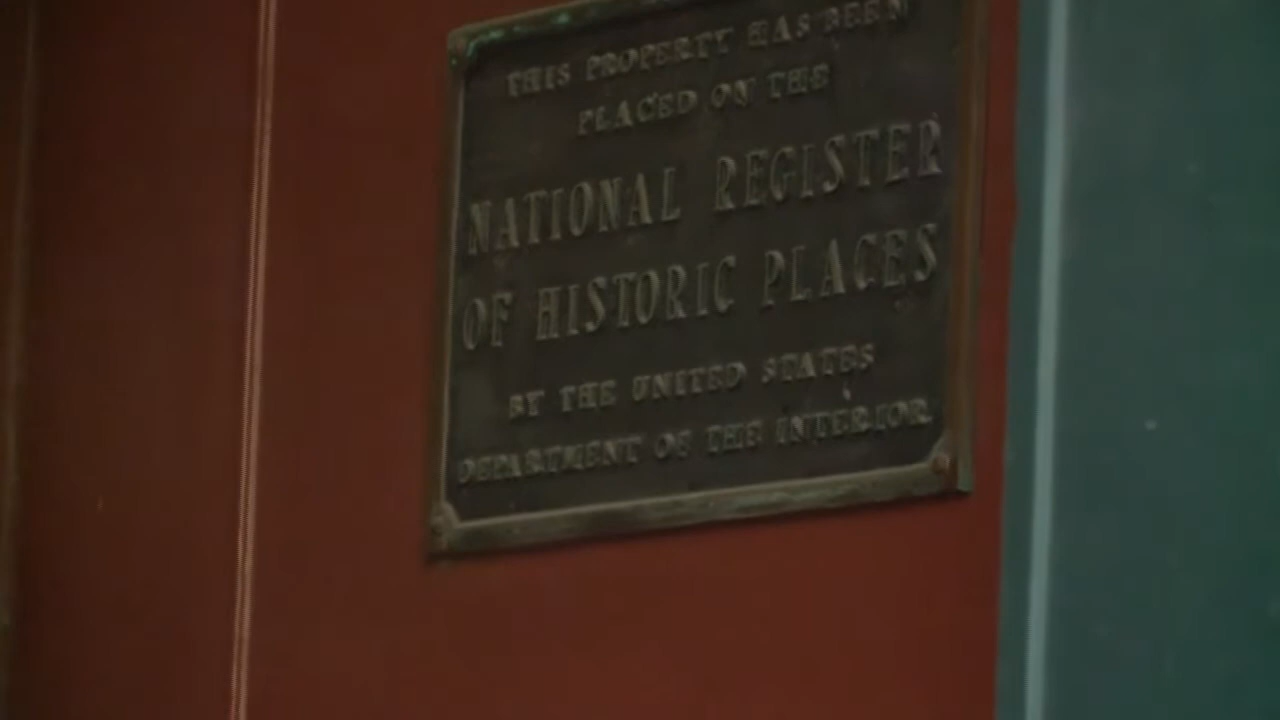 THIS PROPERTY HAS BEEN
PLACED ON THE
NATIONAL REGISTER
OF HISTORIC PLACES
BY THE UNITED STATES
DEPARTMENT OF THE INTERIOR